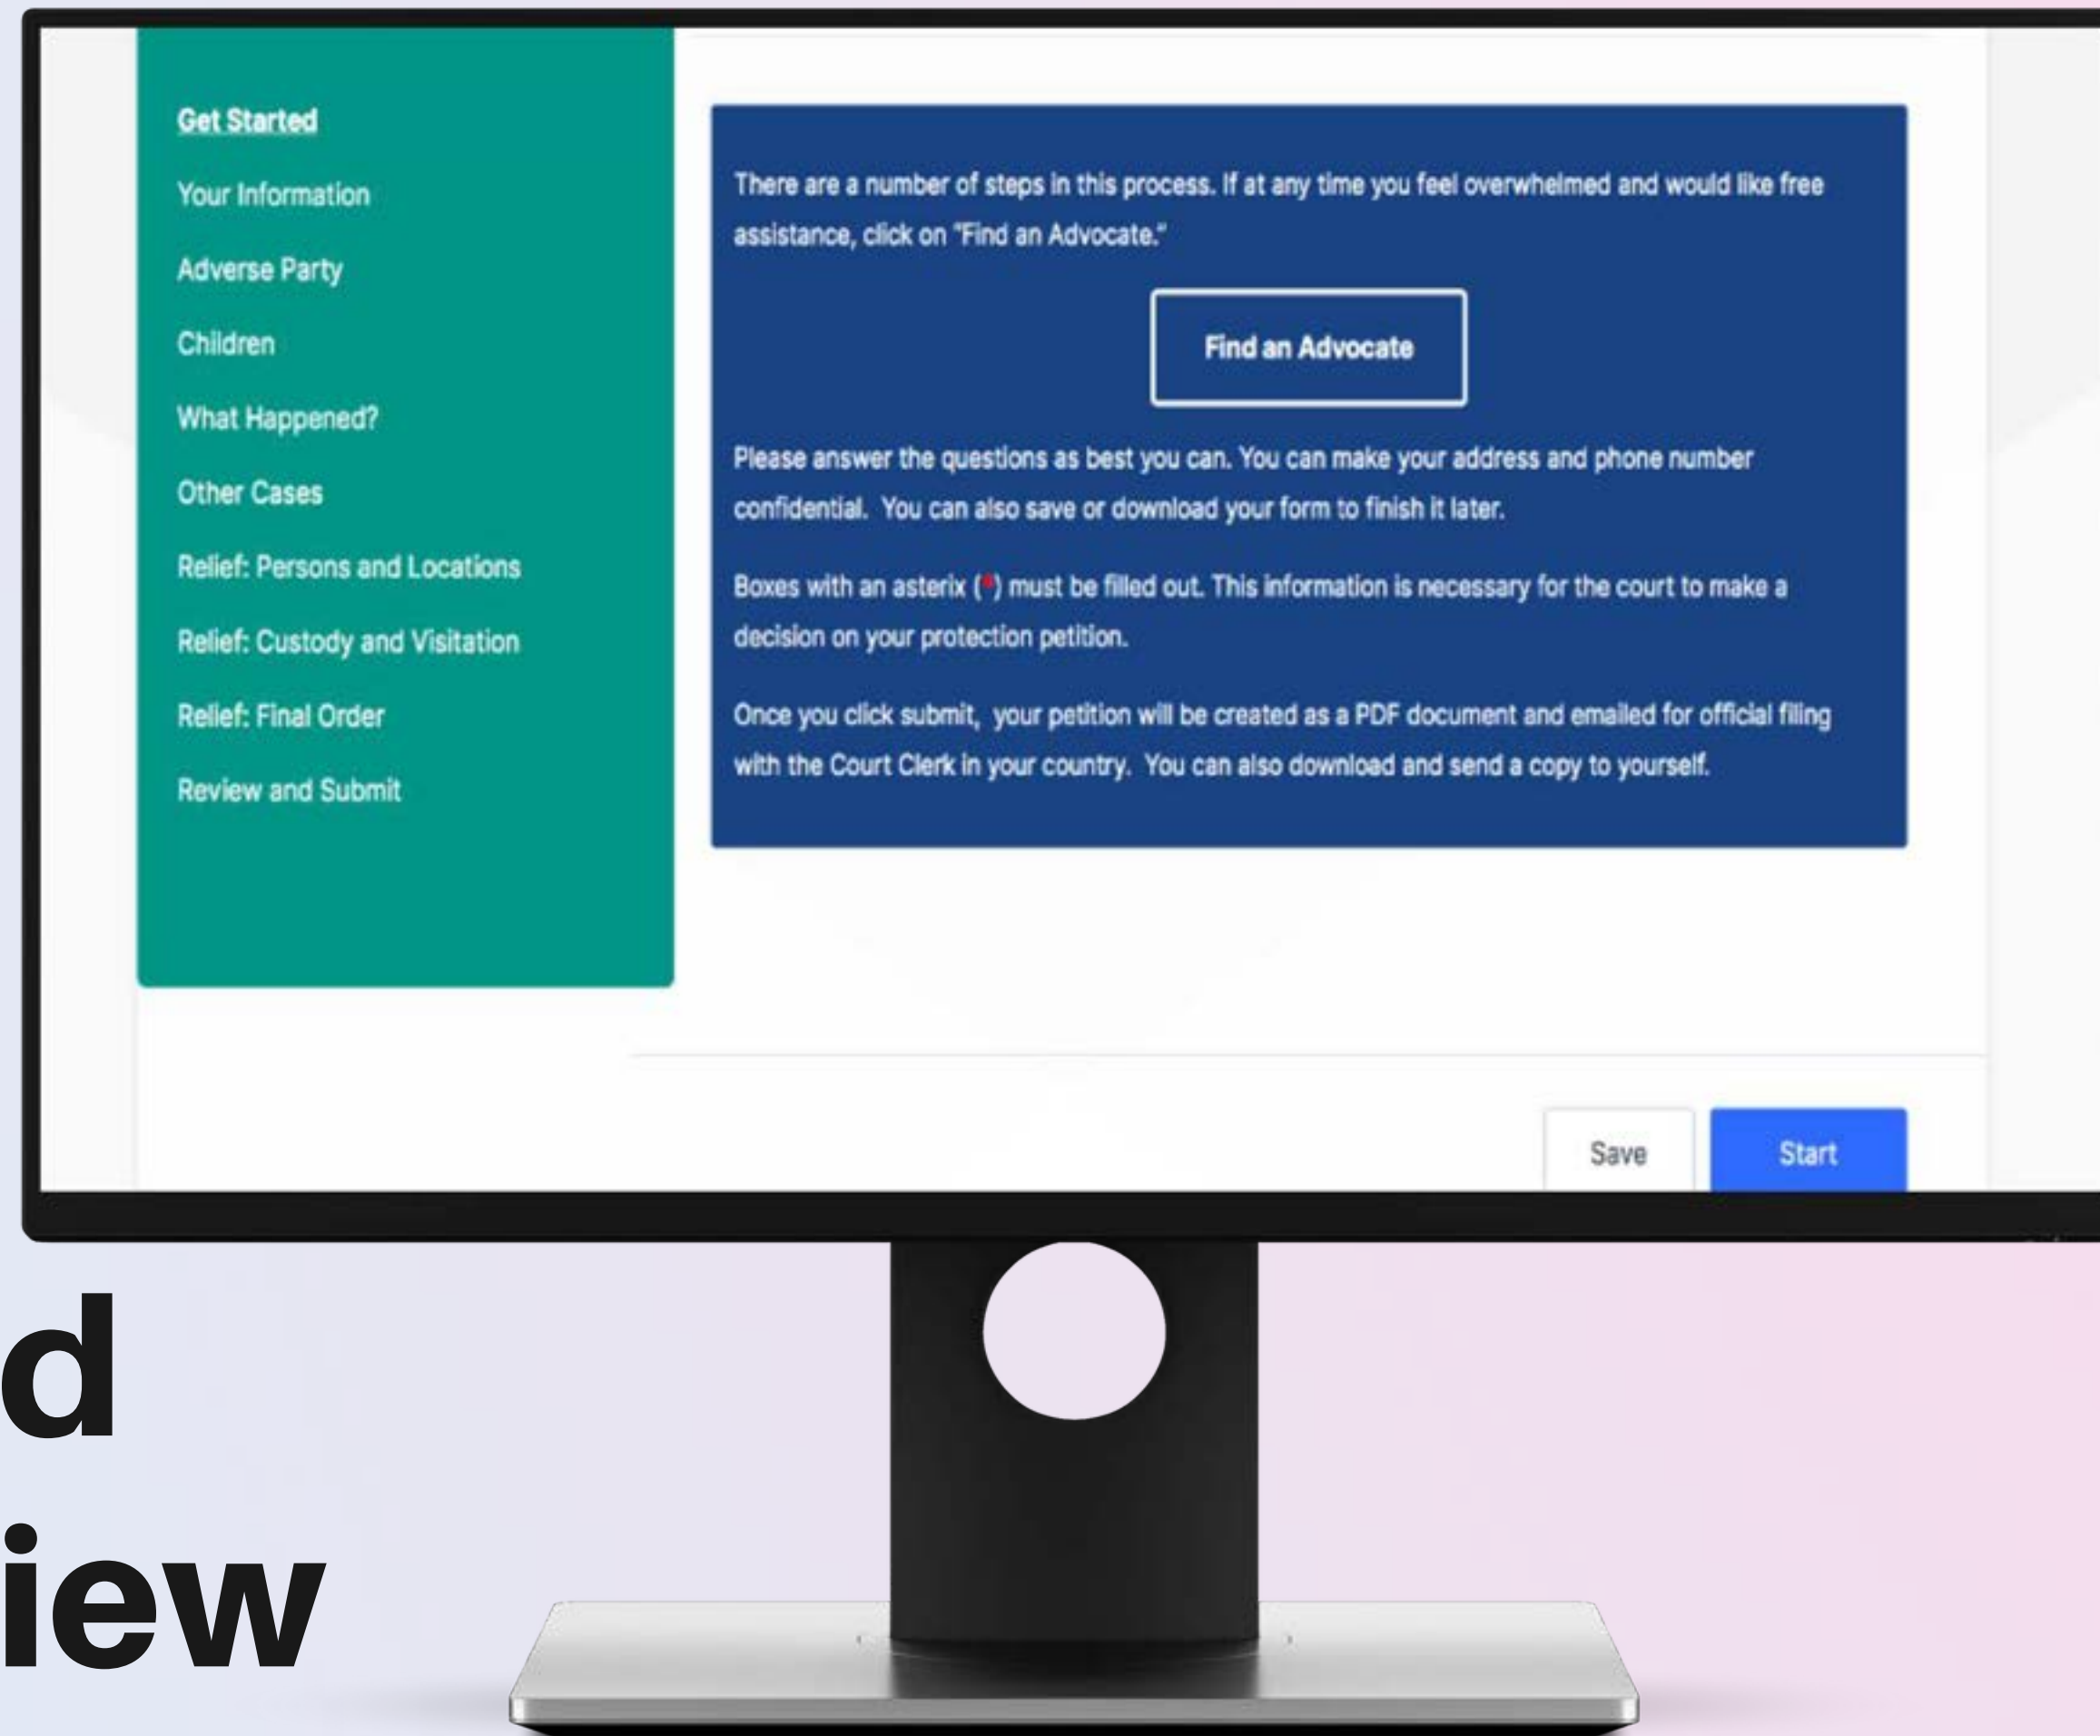 Get Started
Your Information
Adverse Party
Children
What Happened?
Other Cases
Relief: Persons and Locations
Relief: Custody and Visitation
Relief: Final Order
Review and Submit
There are a number of steps in this process. If at any time you feel overwhelmed and would like free
assistance, click on "Find an Advocate."
Find an Advocate
Please answer the questions as best you can. You can make your address and phone number
confidential.  You can also save or download your form to finish it later.
Boxes with an asterix (*) must be filled out. This information is necessary for the court to make a
decision on your protection petition.
Once you click submit,  your petition will be created as a PDF document and emailed for official filing
with the Court Clerk in your country.  You can also download and send a copy to yourself.
Save
Start
d
iew